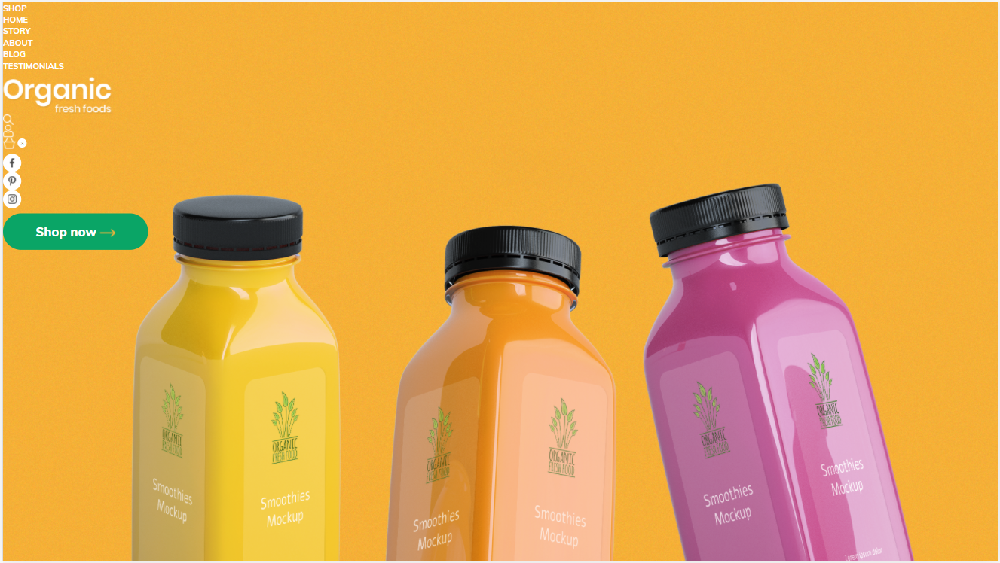 SHOP
HOME
STORY
ABOUT
BLOG
TESTIMONIALS
Organic
fresh foods
3
Shop now
ORGANIC
FRESH FOOD
Smoothies
Mockup
ORGANIC
FRESH FOOD
Smoothies
Mockup
ORGANIC
FRESH FOOD
Smoothies
Mockup
ORGANIC
FRESH FOOD
Smoothies
Mockup
ORGANIC
FRESH FOOD
Smoothies
Mockup
ORGANIC
FRESH FOOD
Smoothies
Mockup
Lorem ipsum dolor